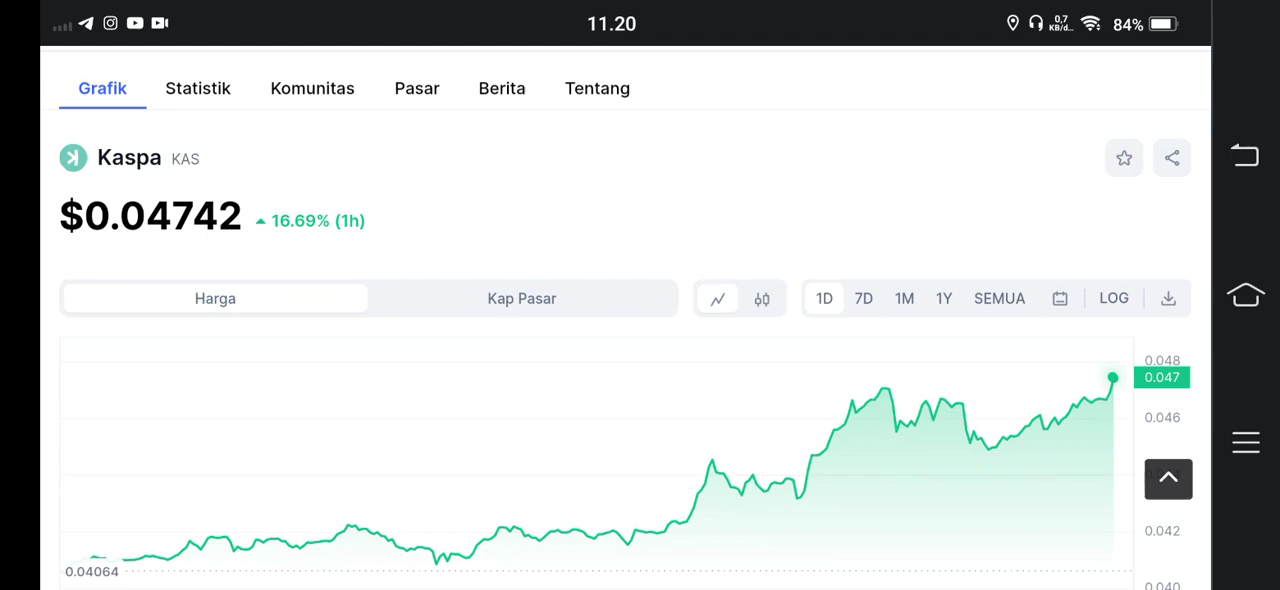 11.20
0,7
KB/d...
84%
Grafik Statistik Komunitas Pasar Berita Tentang
Kaspa KAS
$0.04742 16.69% (1h)
Harga Kap Pasar 1D 7D 1M 1Y SEMUA LOG
0.048
0.047
0.046
0.042
0.04064
0.040